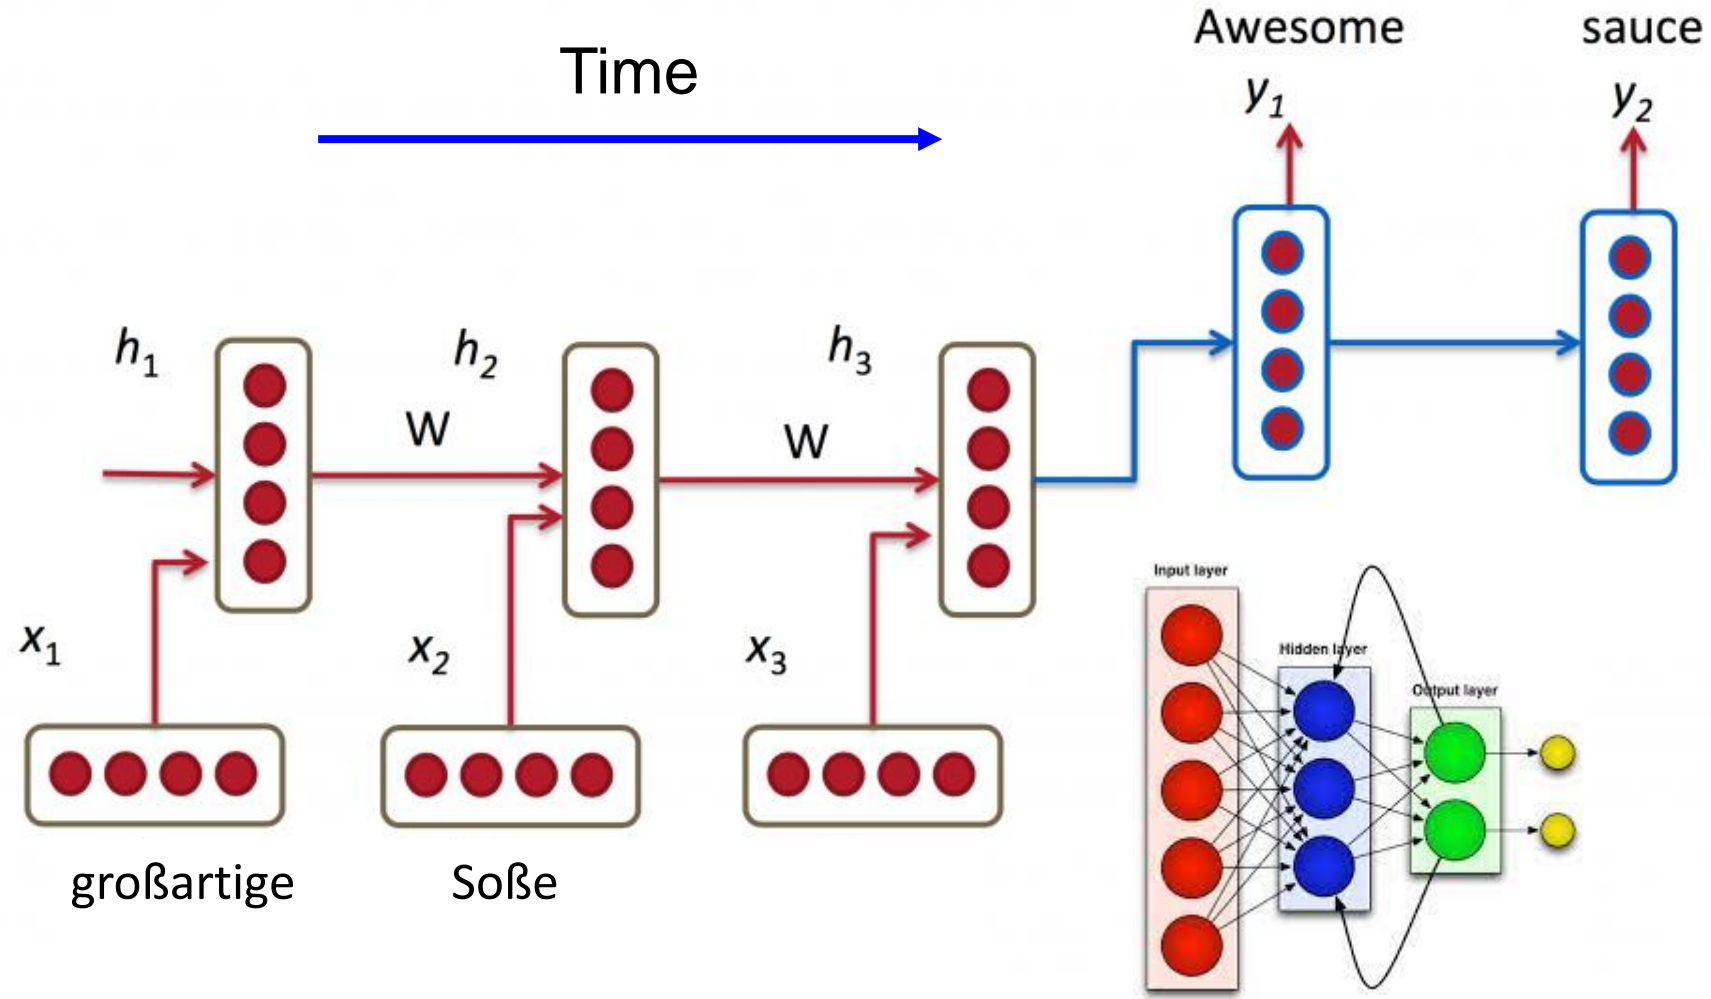 Awesome
sauce
Time
y1
y2
h1
h2
h3
W
W
x1
x2
x3
Input layer
Hidden layer
Output layer
großartige
Soße